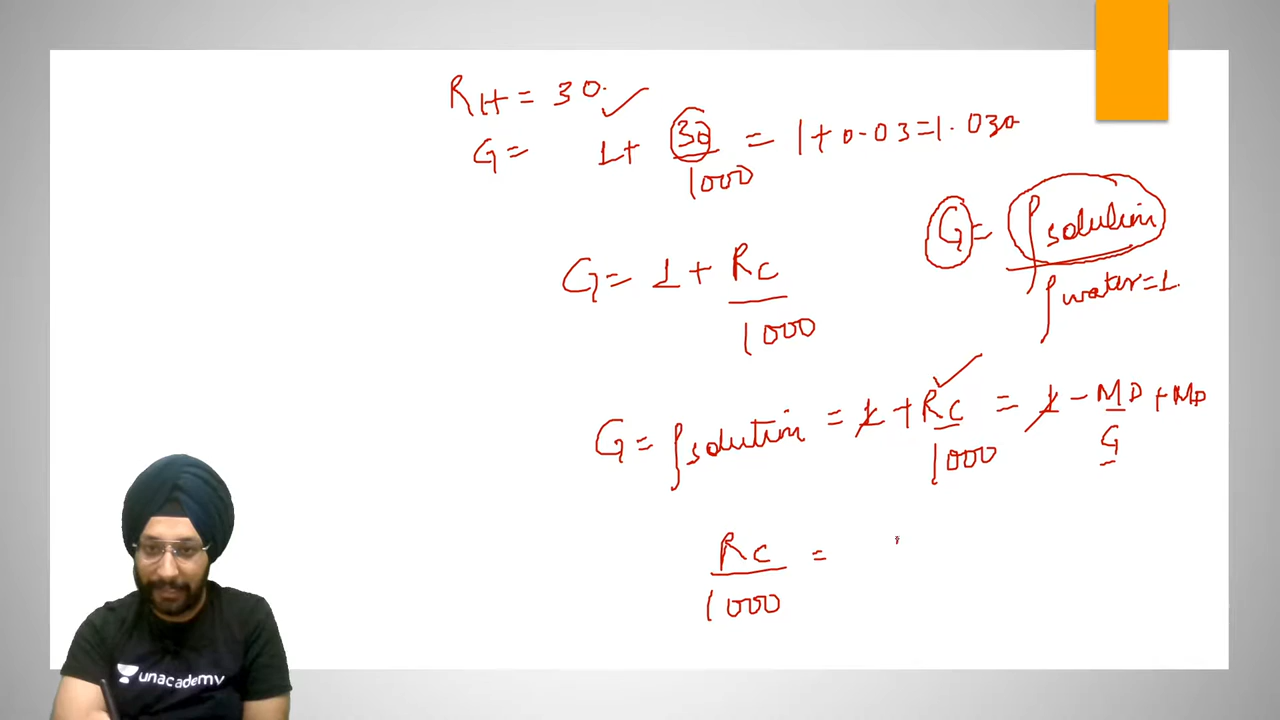 RH = 30.
G = 1 + 30/1000 = 1 + 0.03 = 1.030
G = ρsolution/ρwater = 1.
G = 1 + Rc/1000
G = ρsolution = 1 + Rc/1000 = 1 - MD/G + MD
Rc/1000 =
unacademy